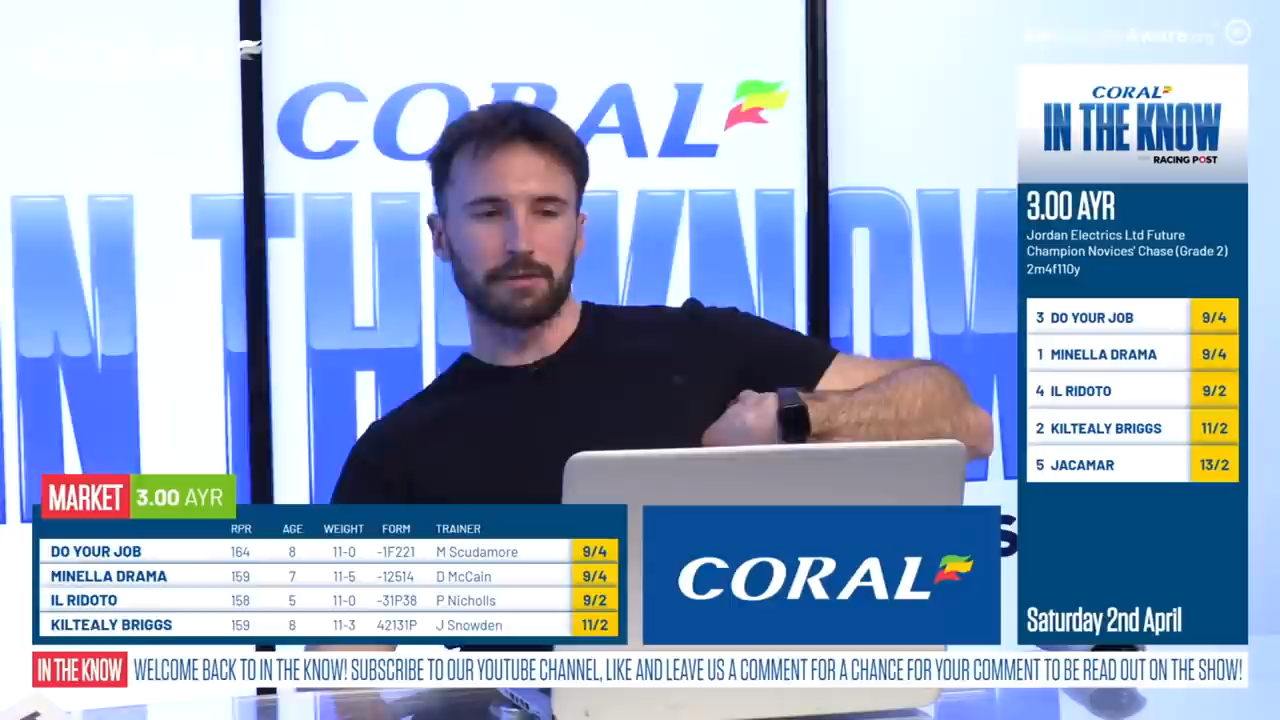 Aware
CORAL
IN THE KNOW
CORAL
IN THE KNOW
RACING POST
3.00 AYR
Jordan Electrics Ltd Future
Champion Novices' Chase (Grade 2)
2m4f110y
3 DO YOUR JOB 9/4
1 MINELLA DRAMA 9/4
4 IL RIDOTO 9/2
2 KILTEALY BRIGGS 11/2
5 JACAMAR 13/2
Saturday 2nd April
MARKET 3.00 AYR
RPR AGE WEIGHT FORM TRAINER
DO YOUR JOB 164 8 11-0 -1F221 M Scudamore 9/4
MINELLA DRAMA 159 7 11-5 -12514 D McCain 9/4
IL RIDOTO 158 5 11-0 -31P38 P Nicholls 9/2
KILTEALY BRIGGS 159 8 11-3 42131P J Snowden 11/2
CORAL
IN THE KNOW WELCOME BACK TO IN THE KNOW! SUBSCRIBE TO OUR YOUTUBE CHANNEL, LIKE AND LEAVE US A COMMENT FOR A CHANCE FOR YOUR COMMENT TO BE READ OUT ON THE SHOW!